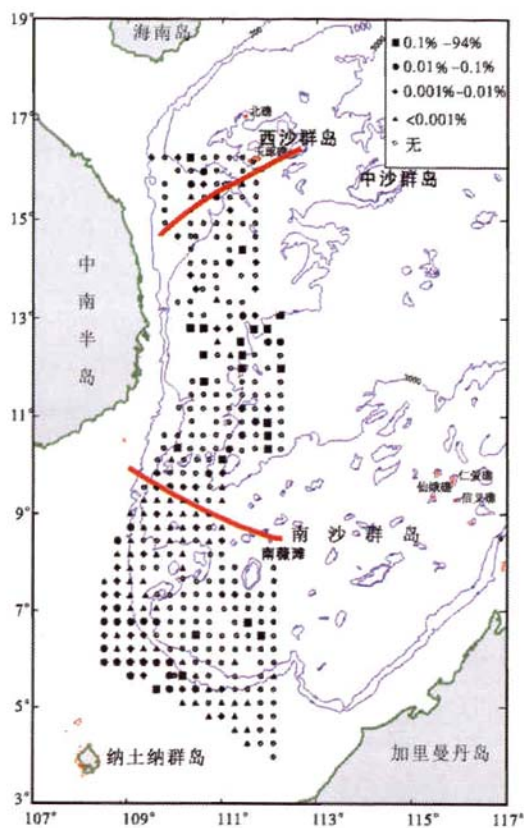 海南岛
200
1000
3000
■ 0.1% -94%
● 0.01% -0.1%
◆ 0.001%-0.01%
▲ <0.001%
○ 无
17°
北礁
西沙群岛
中沙群岛
15°
中南半岛
13°
3000
11°
仁爱礁
仙娥礁
信义礁
9°
南沙群岛
南薇滩
7°
5°
纳土纳群岛
加里曼丹岛
3°
107°
109°
111°
113°
115°
117°